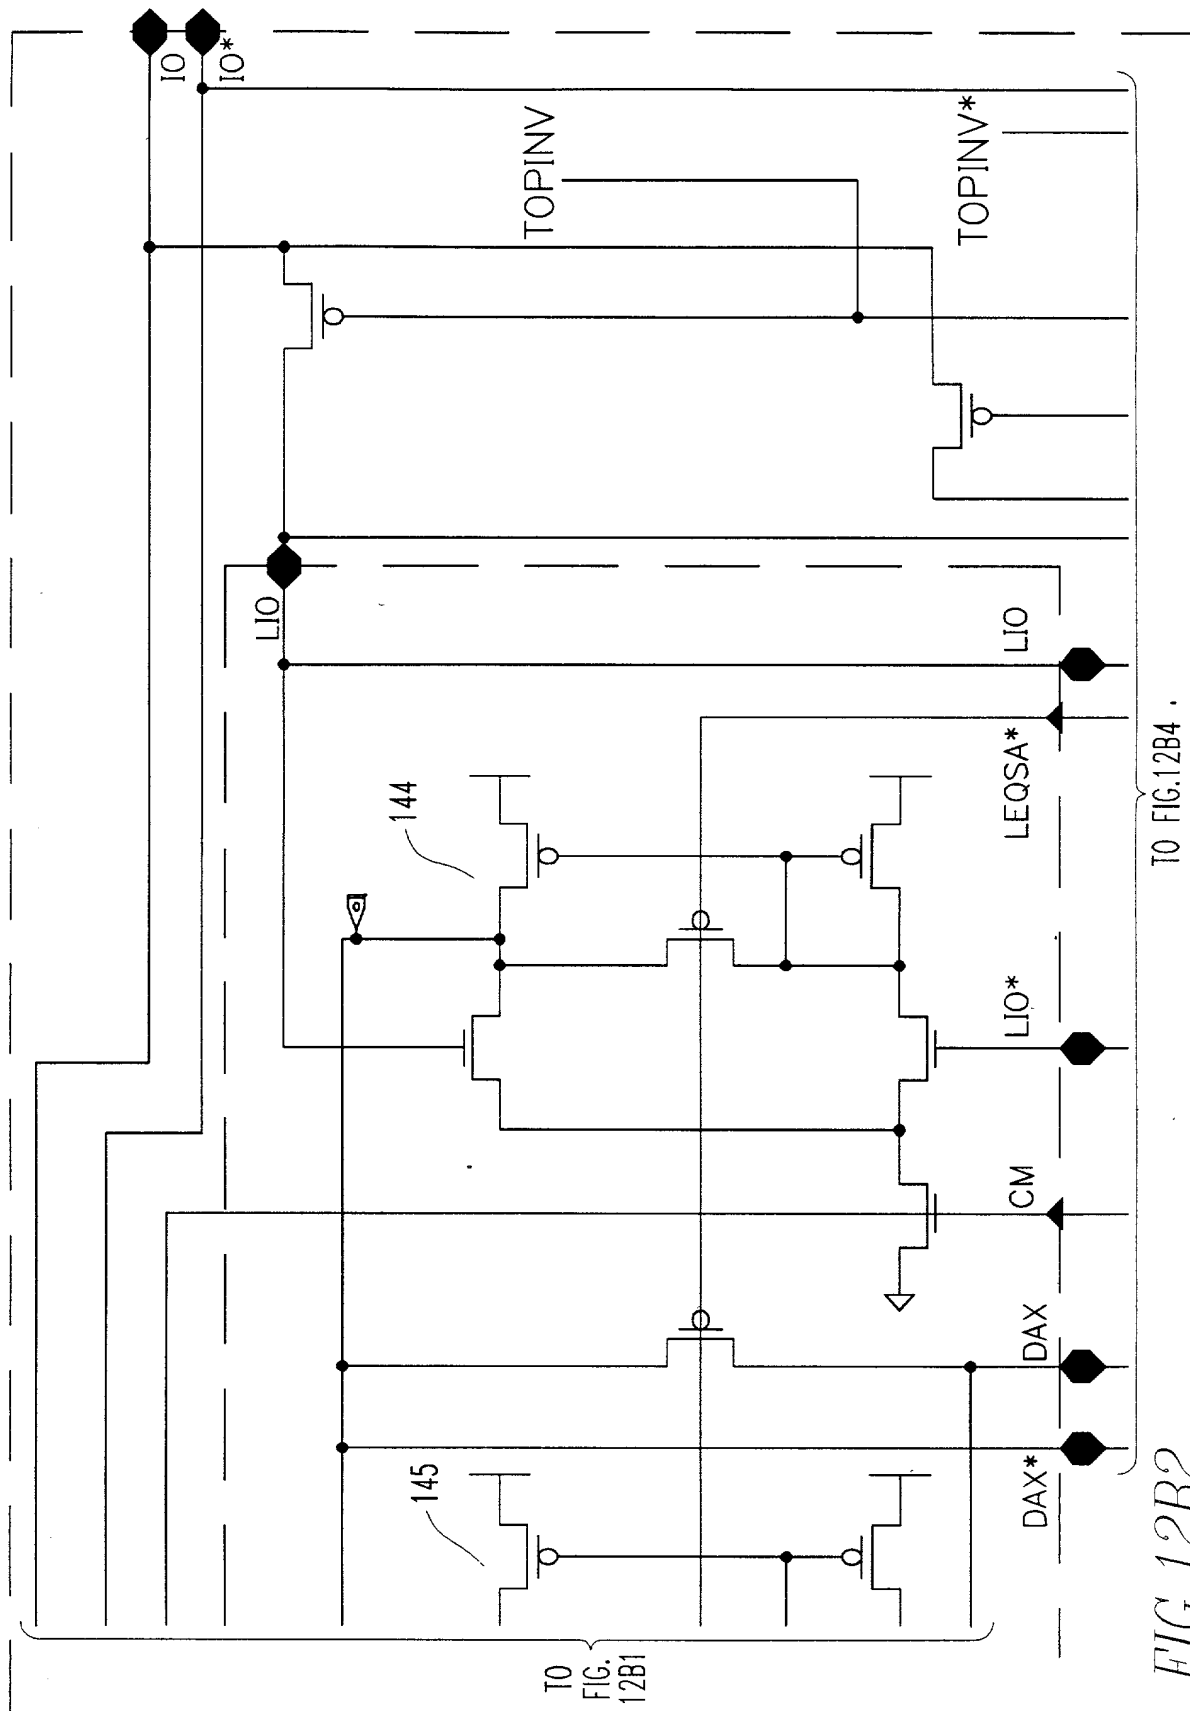 IO
IO*
TOPINV
TOPINV*
LIO
LIO
144
LEQSA*
LIO*
CM
DAX
DAX*
145
TO
FIG.
12B1
TO FIG.12B4
FIG.12B2